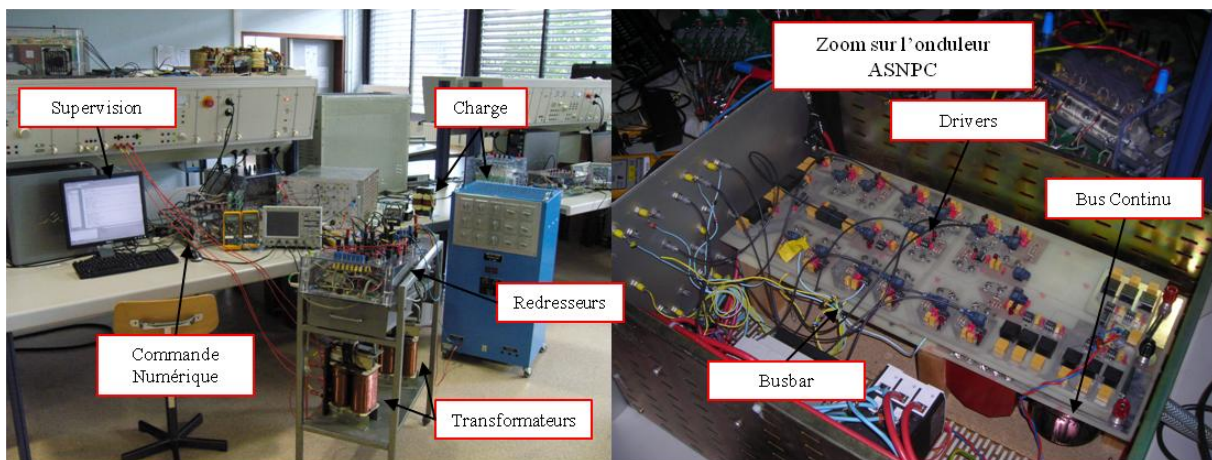 Supervision
Charge
Redresseurs
Commande
Numérique
Transformateurs
Zoom sur l'onduleur
ASNPC
Drivers
Bus Continu
Busbar